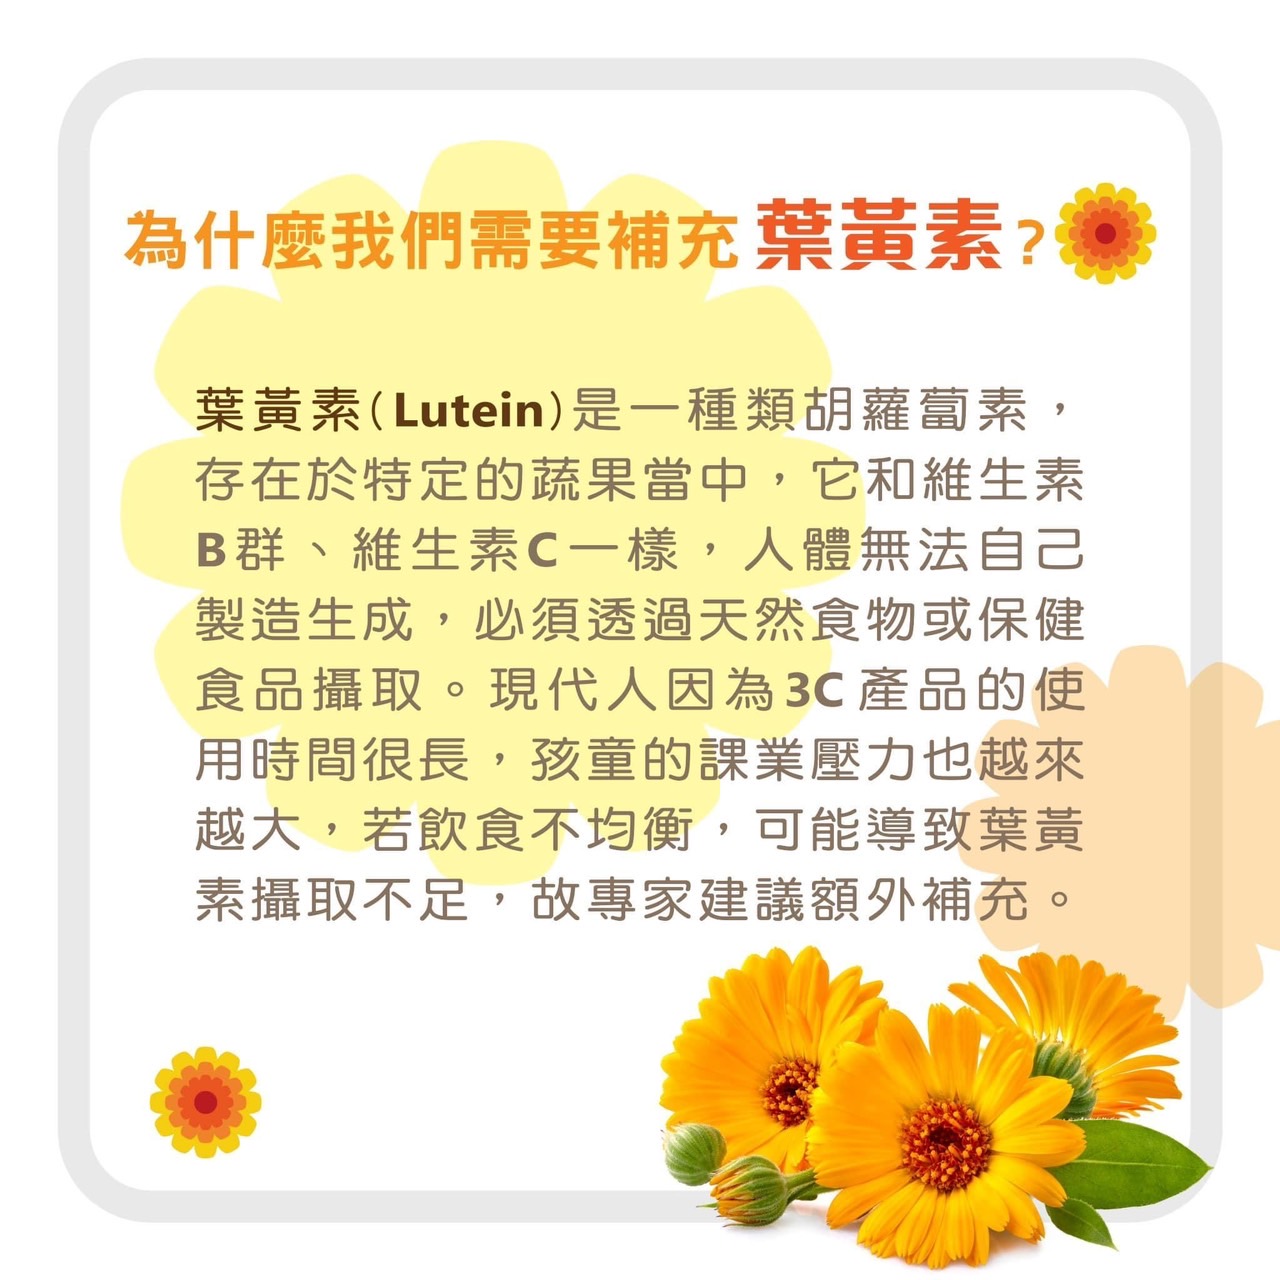 為什麼我們需要補充葉黃素?
葉黃素(Lutein)是一種類胡蘿蔔素,
存在於特定的蔬果當中,它和維生素
B群、維生素C一樣,人體無法自己
製造生成,必須透過天然食物或保健
食品攝取。現代人因為3C產品的使
用時間很長,孩童的課業壓力也越來
越大,若飲食不均衡,可能導致葉黃
素攝取不足,故專家建議額外補充。